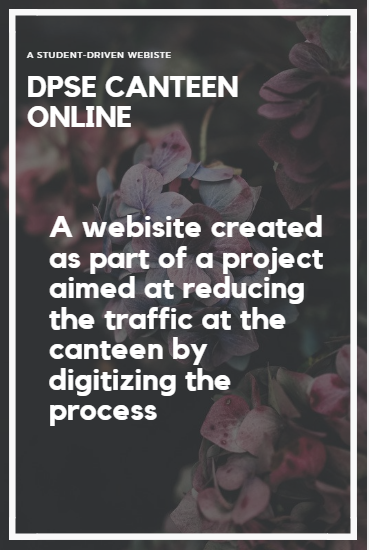 A STUDENT-DRIVEN WEBISTE
DPSE CANTEEN
ONLINE
A webisite created
as part of a project
aimed at reducing
the traffic at the
canteen by
digitizing the
process